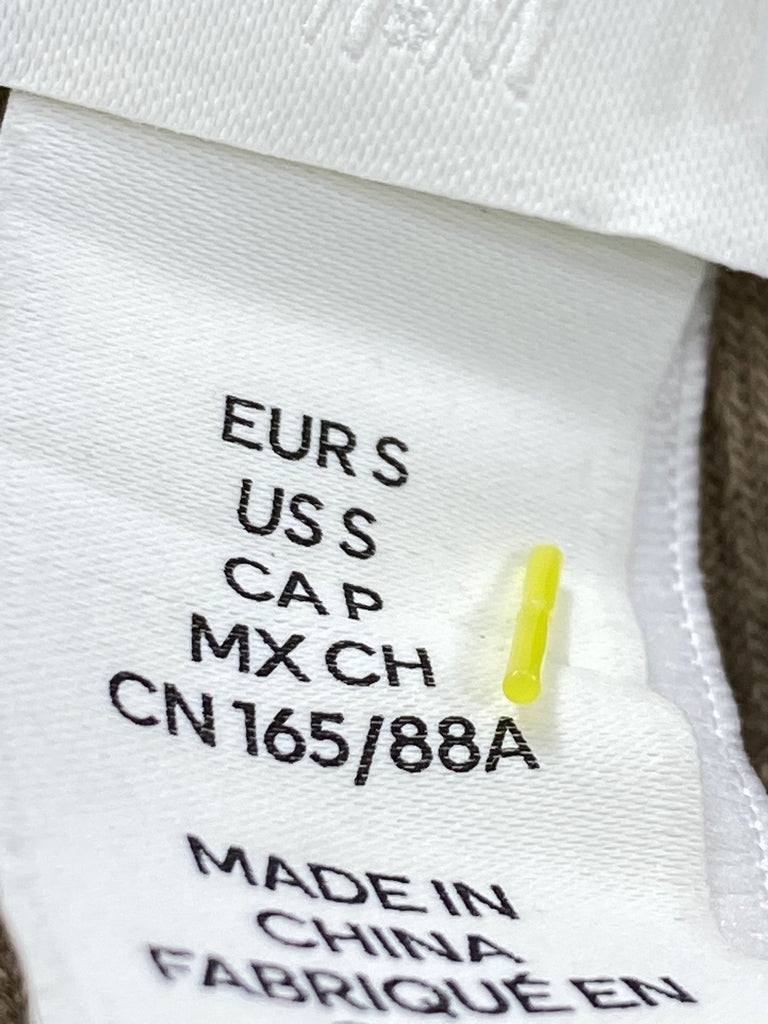 H&M
EUR S
US S
CA P
MX CH
CN 165/88A
MADE IN
CHINA
FABRIQUÉ EN